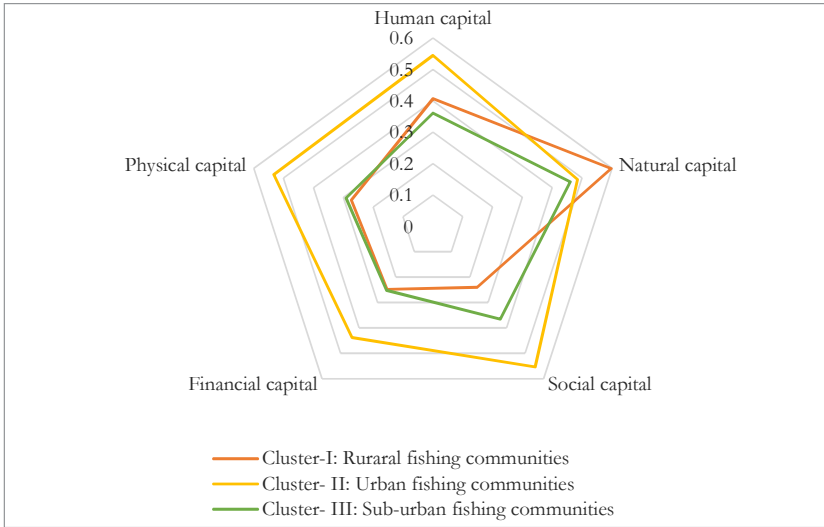 Human capital
0.6
0.5
0.4
0.3
0.2
0.1
0
Physical capital
Natural capital
Financial capital
Social capital
Cluster-I: Ruraral fishing communities
Cluster- II: Urban fishing communities
Cluster- III: Sub-urban fishing communities